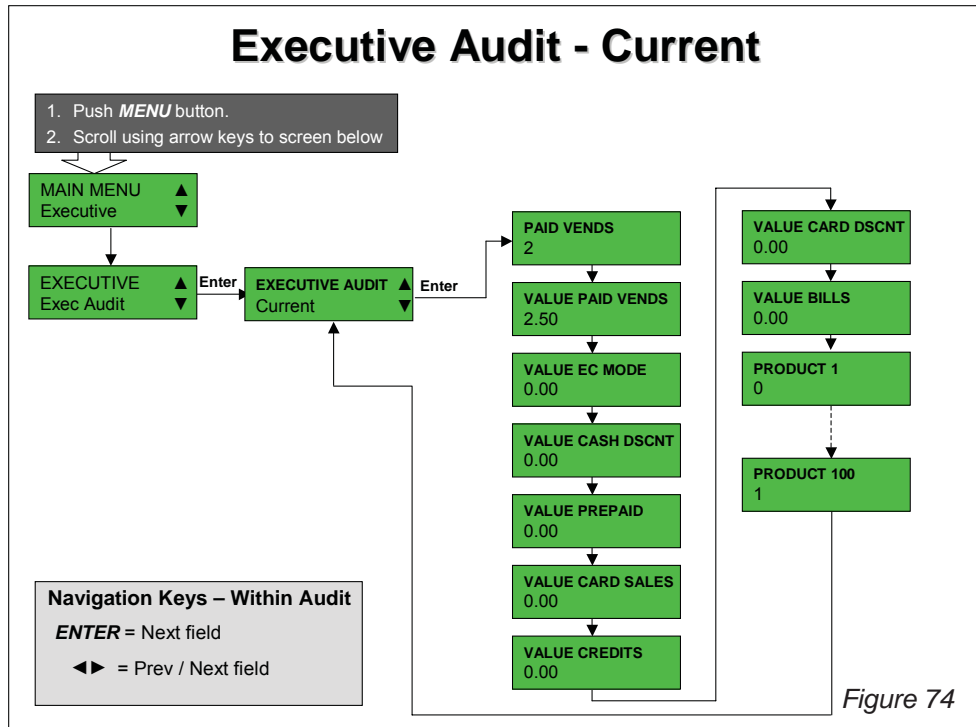 Executive Audit - Current
1. Push MENU button.
2. Scroll using arrow keys to screen below
MAIN MENU ▲
Executive ▼
EXECUTIVE ▲
Exec Audit ▼
Enter
EXECUTIVE AUDIT ▲
Current ▼
Enter
PAID VENDS
2
VALUE PAID VENDS
2.50
VALUE EC MODE
0.00
VALUE CASH DSCNT
0.00
VALUE PREPAID
0.00
VALUE CARD SALES
0.00
VALUE CREDITS
0.00
VALUE CARD DSCNT
0.00
VALUE BILLS
0.00
PRODUCT 1
0
PRODUCT 100
1
Navigation Keys – Within Audit
ENTER = Next field
◄► = Prev / Next field
Figure 74